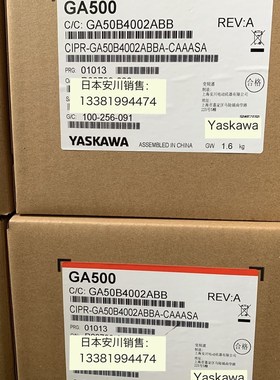 GA500
C/C: GA50B4002ABB
REV:A
CIPR-GA50B4002ABBA-CAAASA
PRG 01013
日本安川销售:
13381994474
G/C: 100-256-091
Yaskawa
合格
YASKAWA
ASSEMBLED IN CHINA
GW 1.6 kg
GA500
C/C: GA50B4002ABB
REV:A
CIPR-GA50B4002ABBA-CAAASA
PRG 01013
日本安川销售:
13381994474
Yaskawa
合格